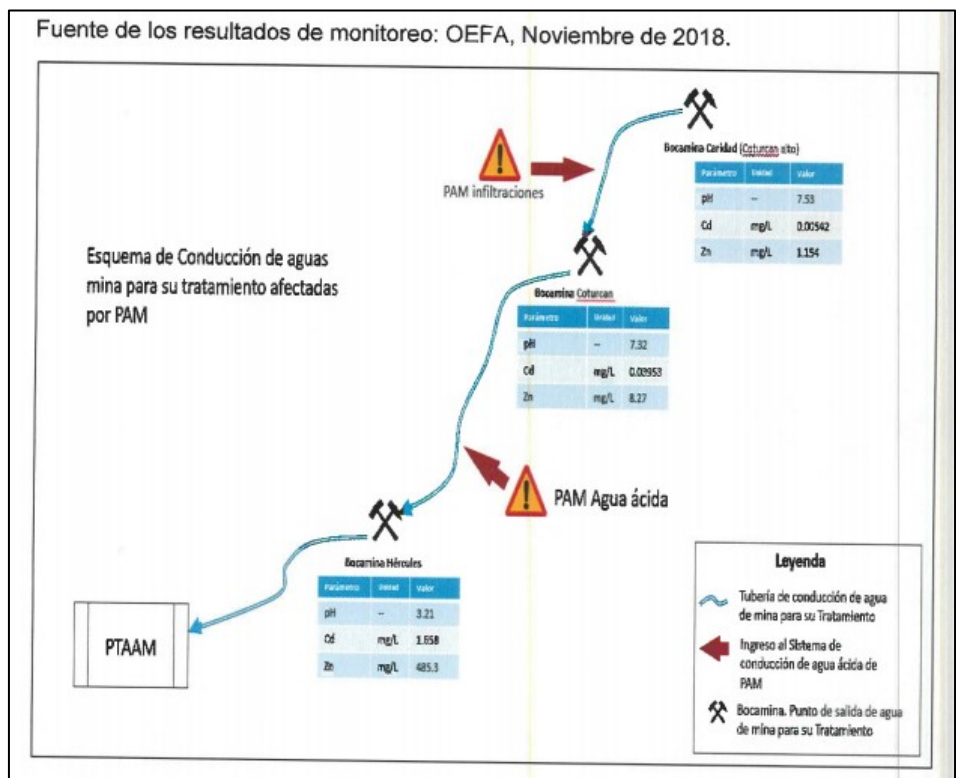 Fuente de los resultados de monitoreo: OEFA, Noviembre de 2018.
Bocamina Caridad (Coturcan alto)
Parámetro Unidad Valor
pH -- 7.53
Cd mg/L 0.00542
Zn mg/L 1.154
PAM infiltraciones
Esquema de Conducción de aguas
mina para su tratamiento afectadas
por PAM
Bocamina Coturcan
Parámetro Unidad Valor
pH -- 7.32
Cd mg/L 0.03953
Zn mg/L 8.27
PAM Agua ácida
Bocamina Hércules
Parámetro Unidad Valor
pH -- 3.21
Cd mg/L 1.858
Zn mg/L 485.3
PTAAM
Leyenda
Tubería de conducción de agua
de mina para su Tratamiento
Ingreso al Sistema de
conducción de agua ácida de
PAM
Bocamina. Punto de salida de agua
de mina para su Tratamiento